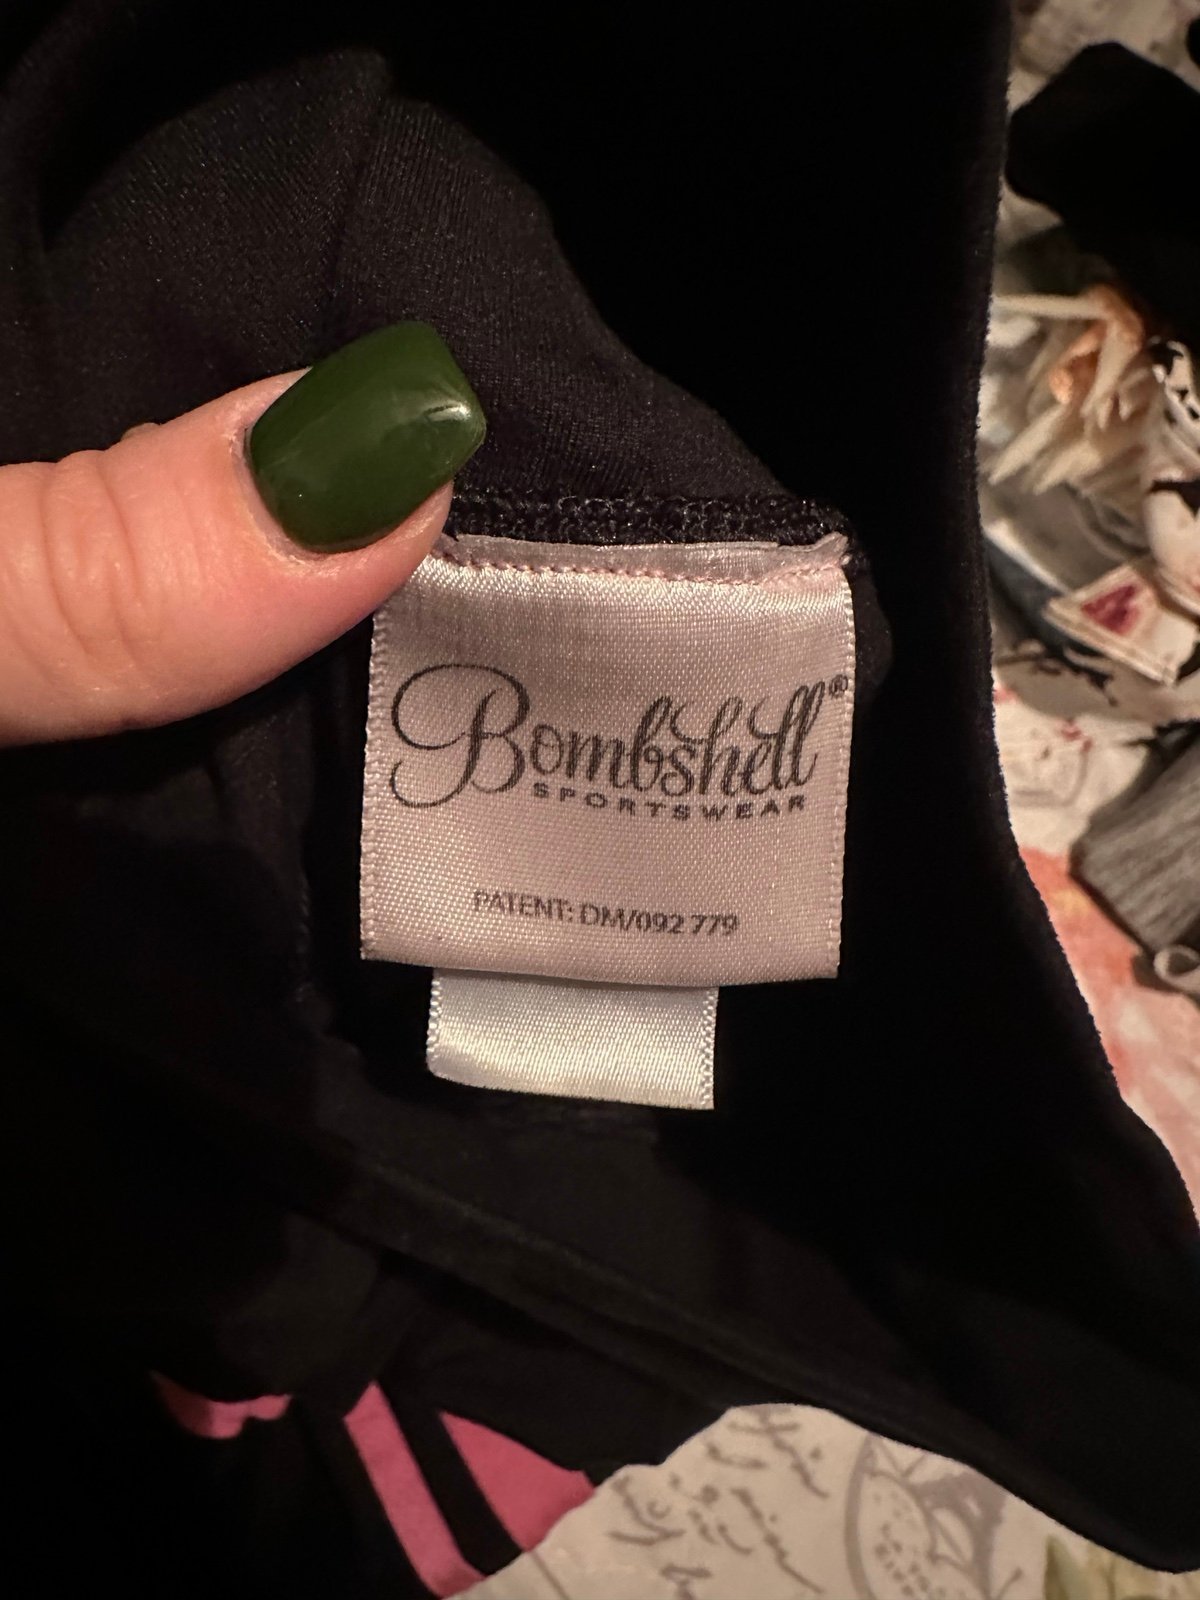 Bombshell®
SPORTSWEAR
PATENT: DM/092 779